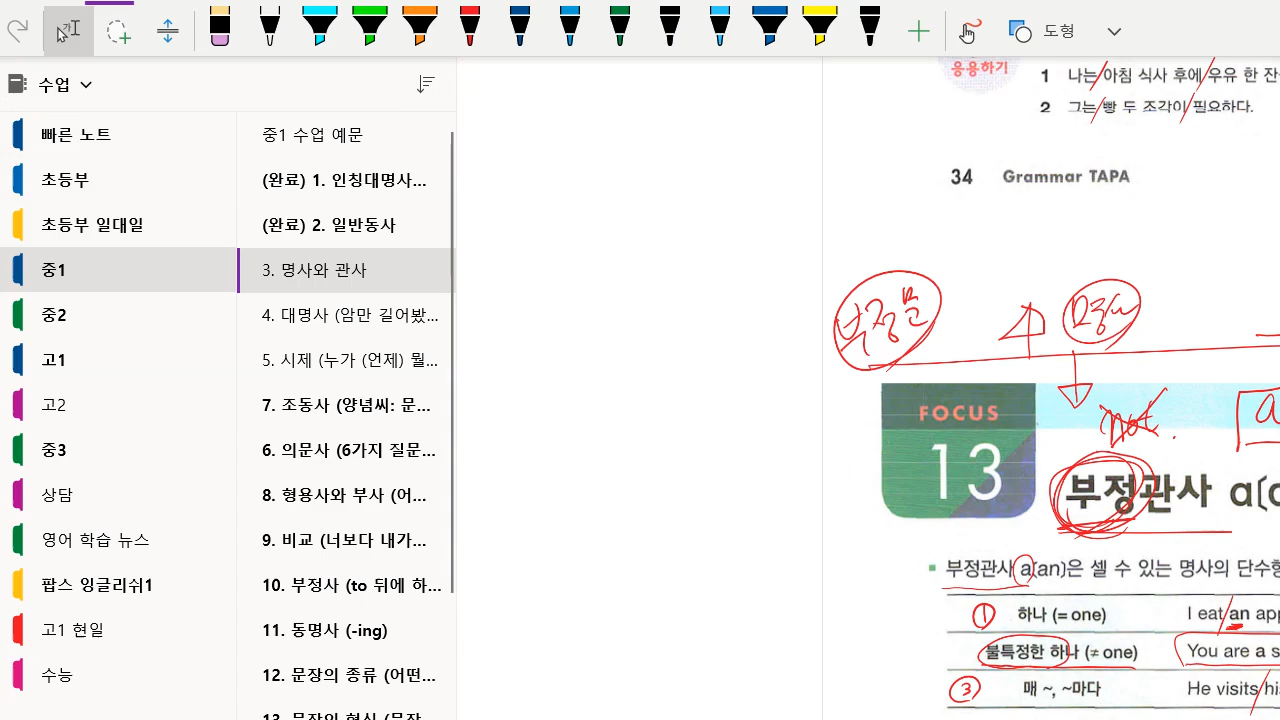 도형
수업
빠른 노트
초등부
초등부 일대일
중1
중2
고1
고2
중3
상담
영어 학습 뉴스
팝스 잉글리쉬1
고1 현일
수능
중1 수업 예문
(완료) 1. 인칭대명사...
(완료) 2. 일반동사
3. 명사와 관사
4. 대명사 (암만 길어봤...
5. 시제 (누가 (언제) 뭘...
7. 조동사 (양념씨: 문...
6. 의문사 (6가지 질문...
8. 형용사와 부사 (어...
9. 비교 (너보다 내가...
10. 부정사 (to 뒤에 하...
11. 동명사 (-ing)
12. 문장의 종류 (어떤...
13. 문장의 형식 (문장
응용하기
1 나는 아침 식사 후에 우유 한 잔
2 그는 빵 두 조각이 필요하다.
34 Grammar TAPA
부정문
not
a
FOCUS
13
부정관사 a(a
부정관사 a(an)은 셀 수 있는 명사의 단수형
① 하나 (= one) I eat an app
불특정한 하나 (≠ one) You are a s
③ 매 ~, ~마다 He visits his